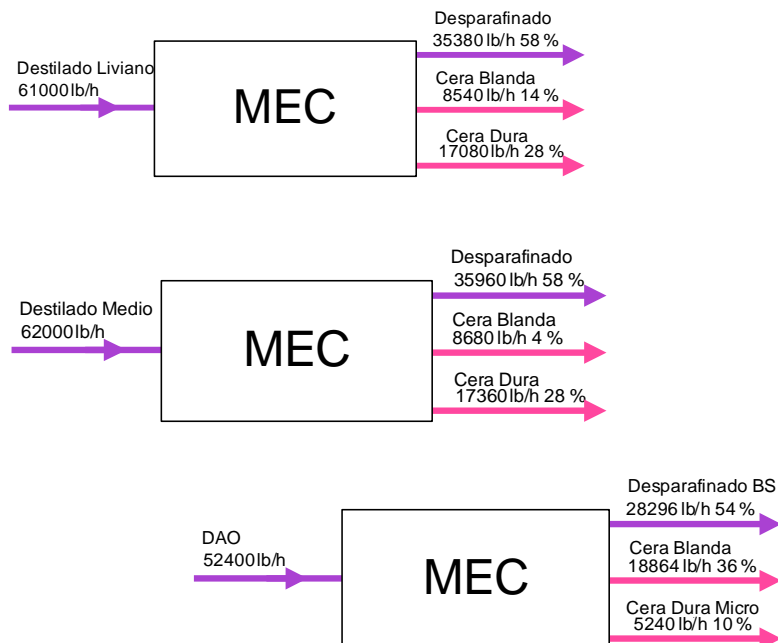 Desparafinado
35380 lb/h 58 %
Destilado Liviano
61000 lb/h
MEC
Cera Blanda
8540 lb/h 14 %
Cera Dura
17080 lb/h 28 %
Desparafinado
35960 lb/h 58 %
Destilado Medio
62000 lb/h
MEC
Cera Blanda
8680 lb/h 4 %
Cera Dura
17360 lb/h 28 %
Desparafinado BS
28296 lb/h 54 %
DAO
52400 lb/h
MEC
Cera Blanda
18864 lb/h 36 %
Cera Dura Micro
5240 lb/h 10 %